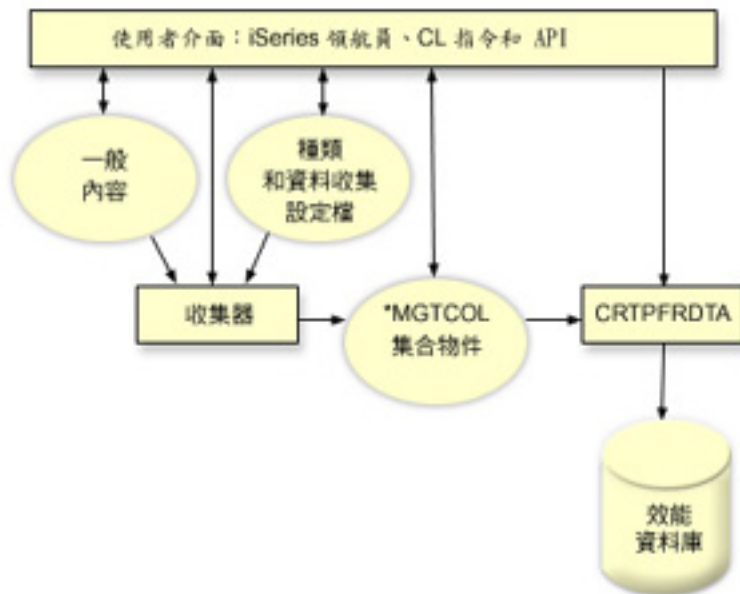 使用者介面：iSeries 領航員、CL 指令和 API
一般
內容
種類
和資料收集
設定檔
收集器
*MGTCOL
集合物件
CRTPFRDTA
效能
資料庫